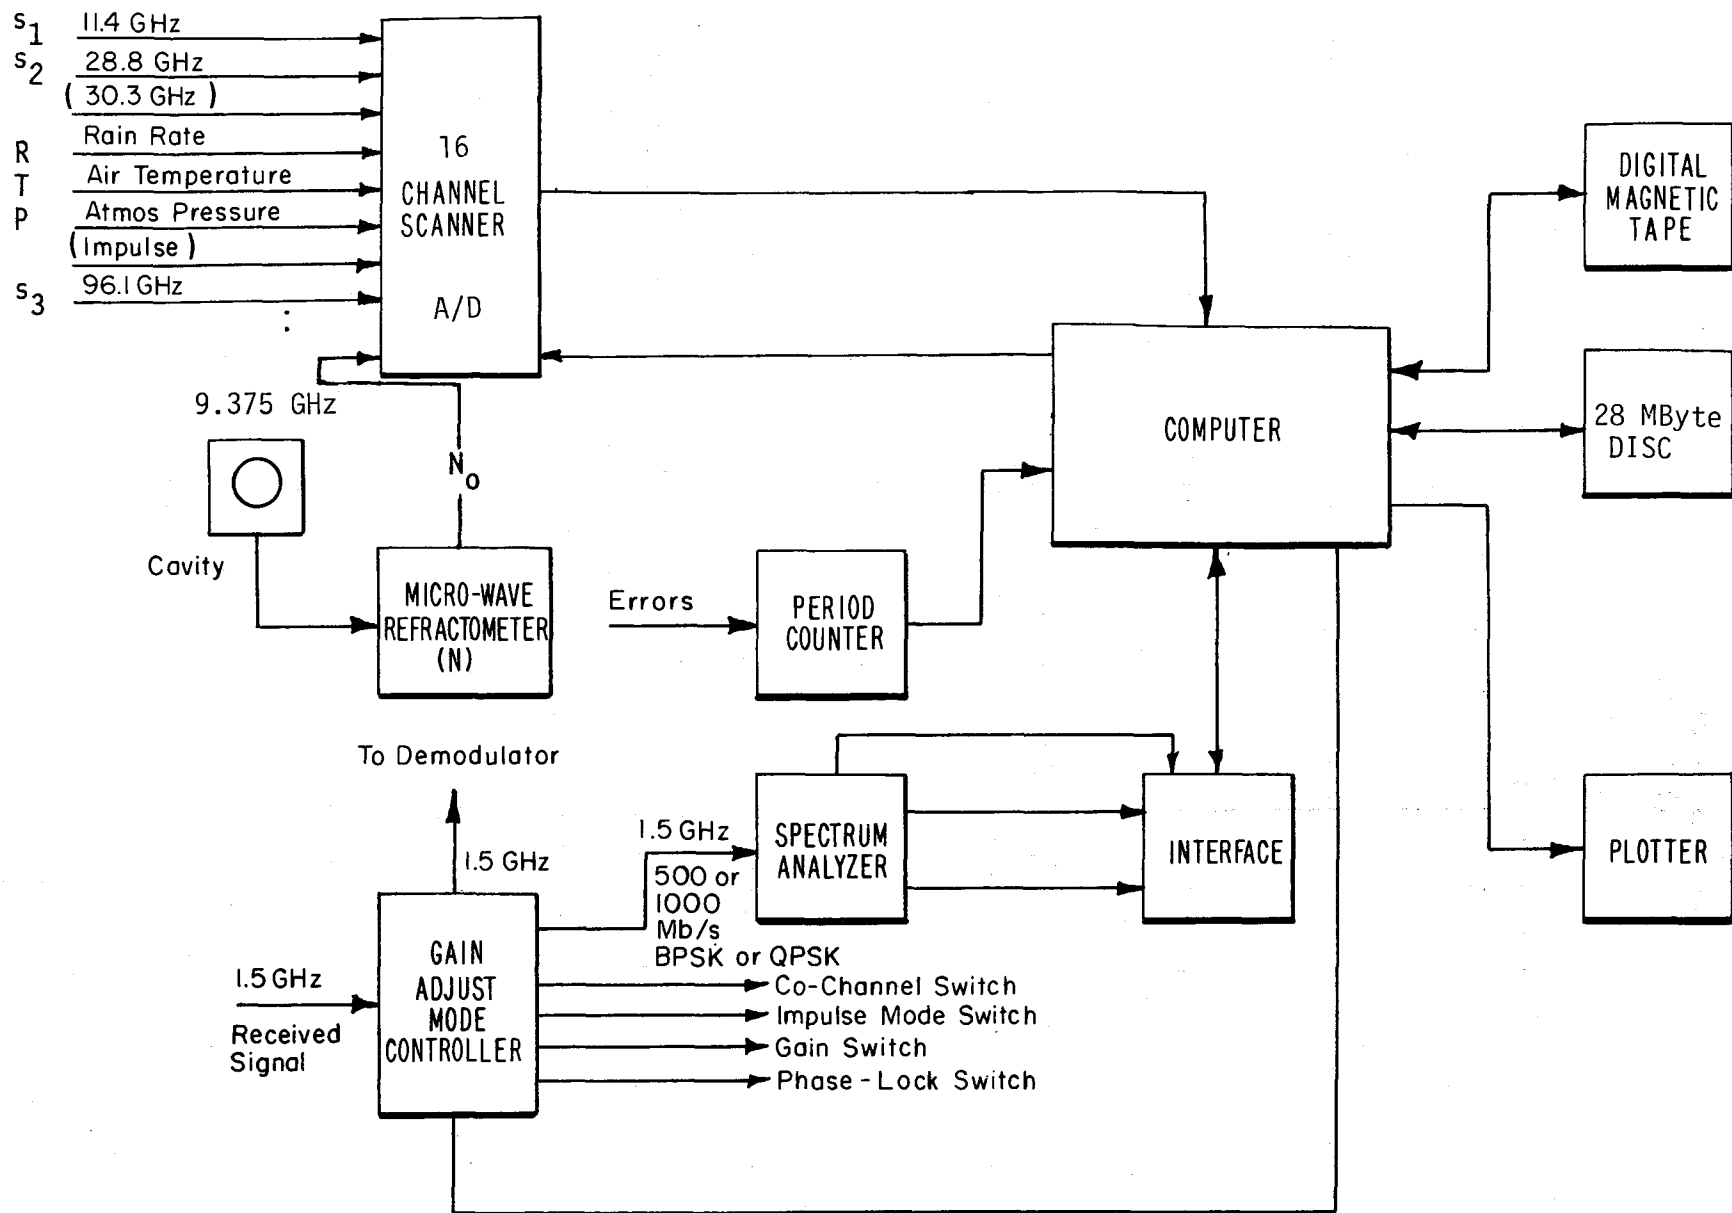 s1 11.4 GHz
s2 28.8 GHz
(30.3 GHz)
R Rain Rate
T Air Temperature
P Atmos Pressure
(Impulse)
s3 96.1 GHz
:
16
CHANNEL
SCANNER
A/D
DIGITAL
MAGNETIC
TAPE
9.375 GHz
Cavity
No
MICRO-WAVE
REFRACTOMETER
(N)
Errors
PERIOD
COUNTER
COMPUTER
28 MByte
DISC
To Demodulator
1.5 GHz
1.5 GHz
Received
Signal
GAIN
ADJUST
MODE
CONTROLLER
1.5 GHz
500 or
1000
Mb/s
BPSK or QPSK
Co-Channel Switch
Impulse Mode Switch
Gain Switch
Phase-Lock Switch
SPECTRUM
ANALYZER
INTERFACE
PLOTTER